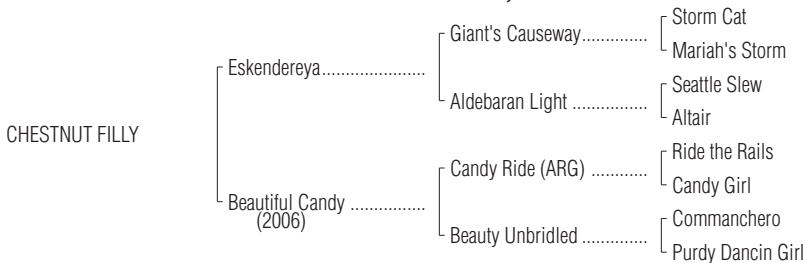 Storm Cat
Giant's Causeway..............
Mariah's Storm
Eskendereya......................
Seattle Slew
Aldebaran Light ................
Altair
CHESTNUT FILLY
Ride the Rails
Candy Ride (ARG) ............
Candy Girl
Beautiful Candy ................
(2006)
Commanchero
Beauty Unbridled ..............
Purdy Dancin Girl